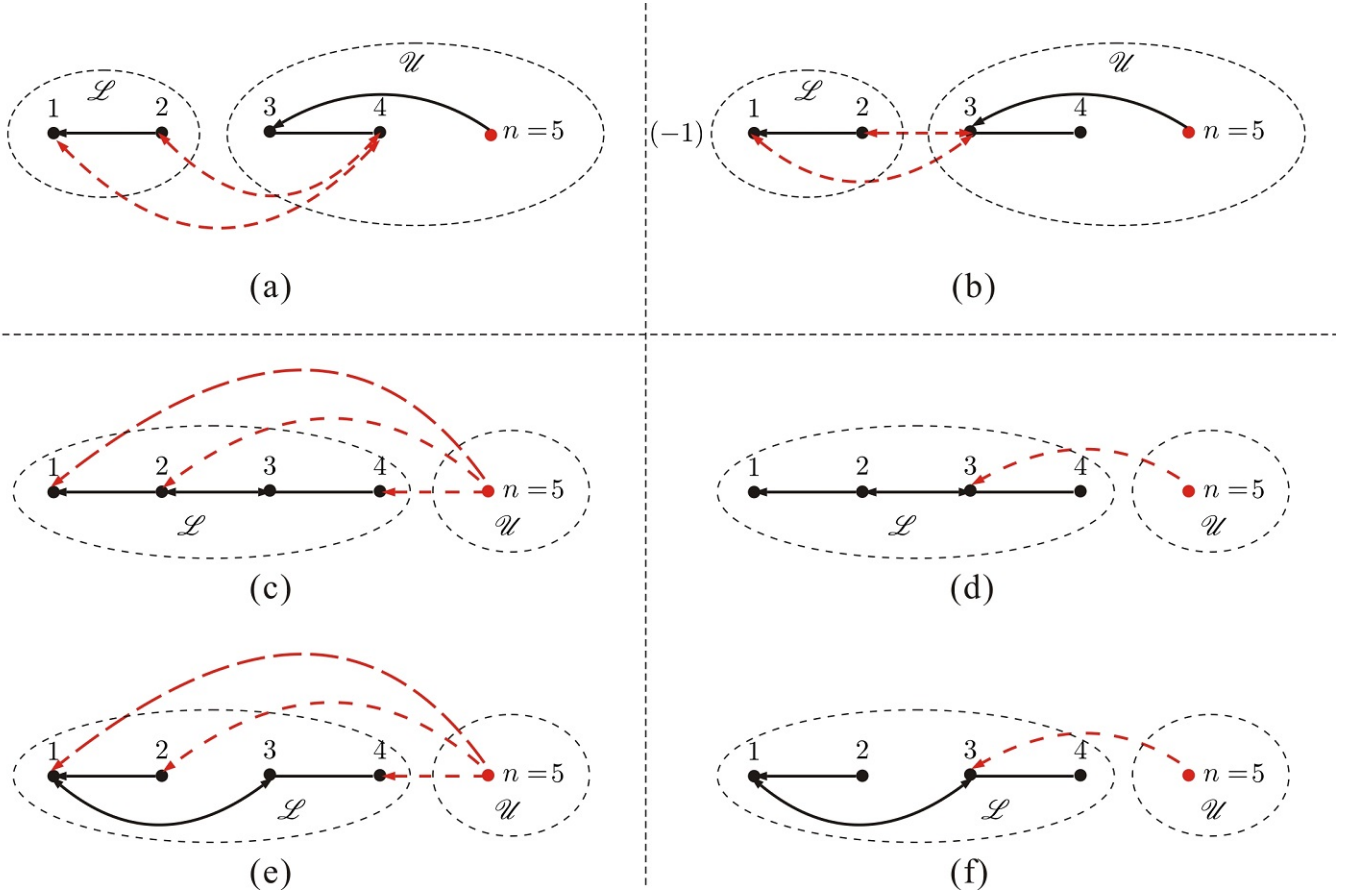 ℒ 𝒰
1 2 3 4 n = 5
(a)
(−1) ℒ 𝒰
1 2 3 4 n = 5
(b)
1 2 3 4 n = 5
ℒ 𝒰
(c)
1 2 3 4 n = 5
ℒ 𝒰
(d)
1 2 3 4 n = 5
ℒ 𝒰
(e)
1 2 3 4 n = 5
ℒ 𝒰
(f)